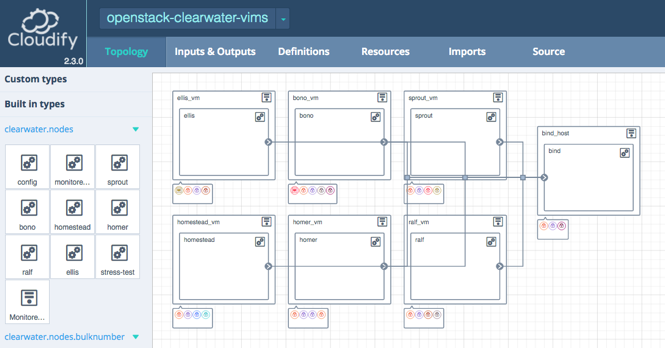 Cloudify
2.3.0
openstack-clearwater-vims
Topology Inputs & Outputs Definitions Resources Imports Source
Custom types
Built in types
clearwater.nodes
config monitore... sprout
bono homestead homer
ralf ellis stress-test
Monitore...
clearwater.nodes.bulknumber
ellis_vm bono_vm sprout_vm
ellis bono sprout
bind_host
bind
homestead_vm homer_vm ralf_vm
homestead homer ralf